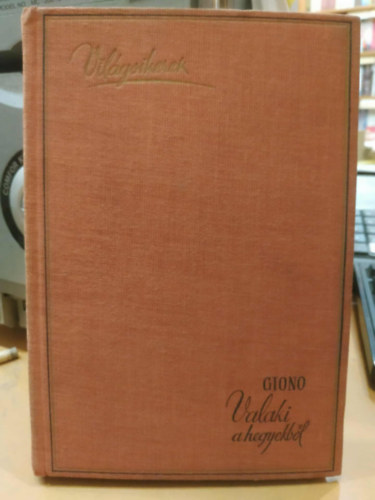 Világsikerek
GIONO
Valaki
a hegyekből